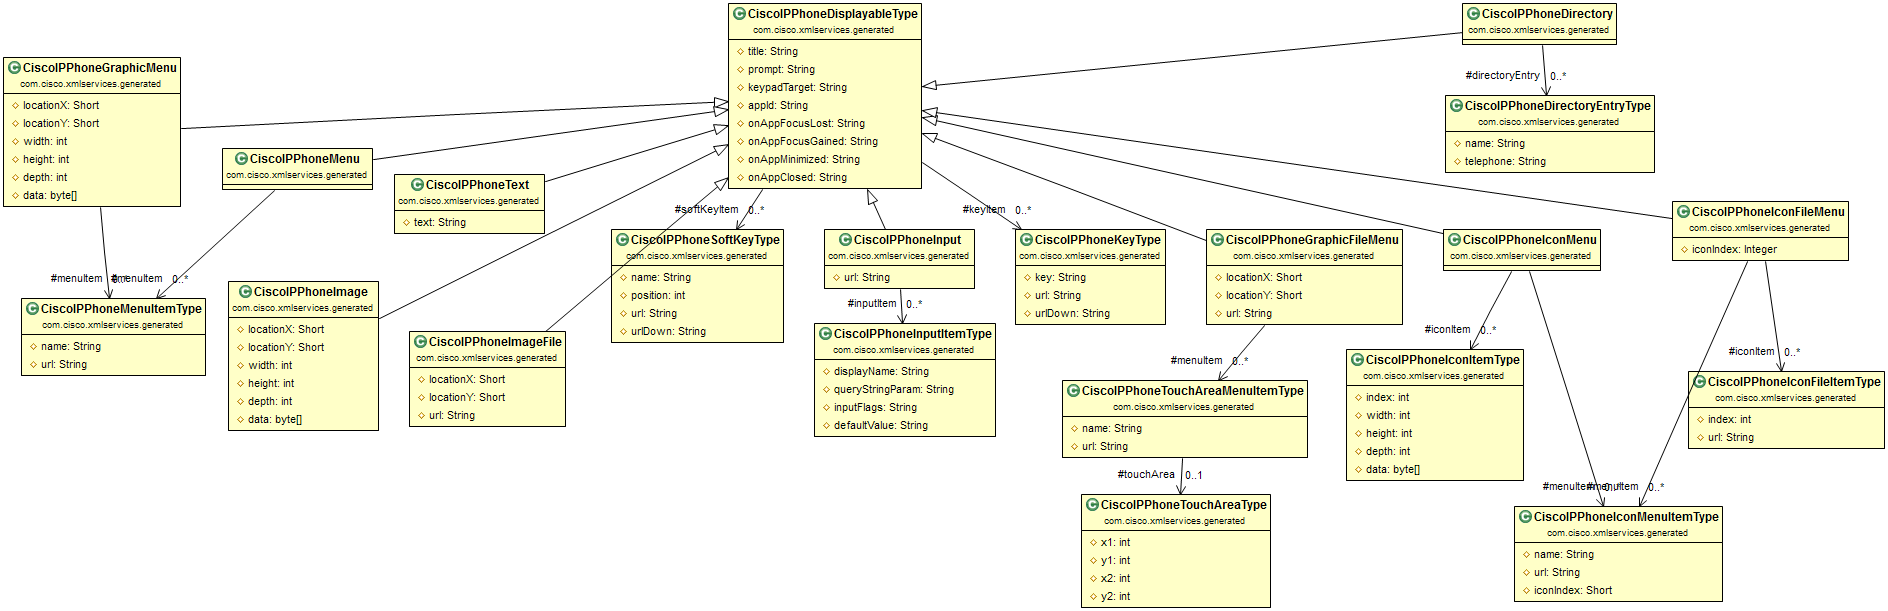 CiscoIPPhoneDisplayableType
com.cisco.xmlservices.generated
title: String
prompt: String
keypadTarget: String
appId: String
onAppFocusLost: String
onAppFocusGained: String
onAppMinimized: String
onAppClosed: String
CiscoIPPhoneDirectory
com.cisco.xmlservices.generated
#directoryEntry 0..*
CiscoIPPhoneDirectoryEntryType
com.cisco.xmlservices.generated
name: String
telephone: String
CiscoIPPhoneGraphicMenu
com.cisco.xmlservices.generated
locationX: Short
locationY: Short
width: int
height: int
depth: int
data: byte[]
CiscoIPPhoneMenu
com.cisco.xmlservices.generated
CiscoIPPhoneText
com.cisco.xmlservices.generated
text: String
#softKeyItem 0..*
#keyItem 0..*
CiscoIPPhoneIconFileMenu
com.cisco.xmlservices.generated
iconIndex: Integer
CiscoIPPhoneSoftKeyType
com.cisco.xmlservices.generated
name: String
position: int
url: String
urlDown: String
CiscoIPPhoneInput
com.cisco.xmlservices.generated
url: String
CiscoIPPhoneKeyType
com.cisco.xmlservices.generated
key: String
url: String
urlDown: String
CiscoIPPhoneGraphicFileMenu
com.cisco.xmlservices.generated
locationX: Short
locationY: Short
url: String
CiscoIPPhoneIconMenu
com.cisco.xmlservices.generated
#menuItem 0..*
#menuItem 0..*
CiscoIPPhoneMenuItemType
com.cisco.xmlservices.generated
name: String
url: String
CiscoIPPhoneImage
com.cisco.xmlservices.generated
locationX: Short
locationY: Short
width: int
height: int
depth: int
data: byte[]
CiscoIPPhoneImageFile
com.cisco.xmlservices.generated
locationX: Short
locationY: Short
url: String
#inputItem 0..*
CiscoIPPhoneInputItemType
com.cisco.xmlservices.generated
displayName: String
queryStringParam: String
inputFlags: String
defaultValue: String
#menuItem 0..*
CiscoIPPhoneTouchAreaMenuItemType
com.cisco.xmlservices.generated
name: String
url: String
#touchArea 0..1
CiscoIPPhoneTouchAreaType
com.cisco.xmlservices.generated
x1: int
y1: int
x2: int
y2: int
#iconItem 0..*
CiscoIPPhoneIconItemType
com.cisco.xmlservices.generated
index: int
width: int
height: int
depth: int
data: byte[]
#iconItem 0..*
CiscoIPPhoneIconFileItemType
com.cisco.xmlservices.generated
index: int
url: String
#menuItem 0..*
#menuItem 0..*
CiscoIPPhoneIconMenuItemType
com.cisco.xmlservices.generated
name: String
url: String
iconIndex: Short